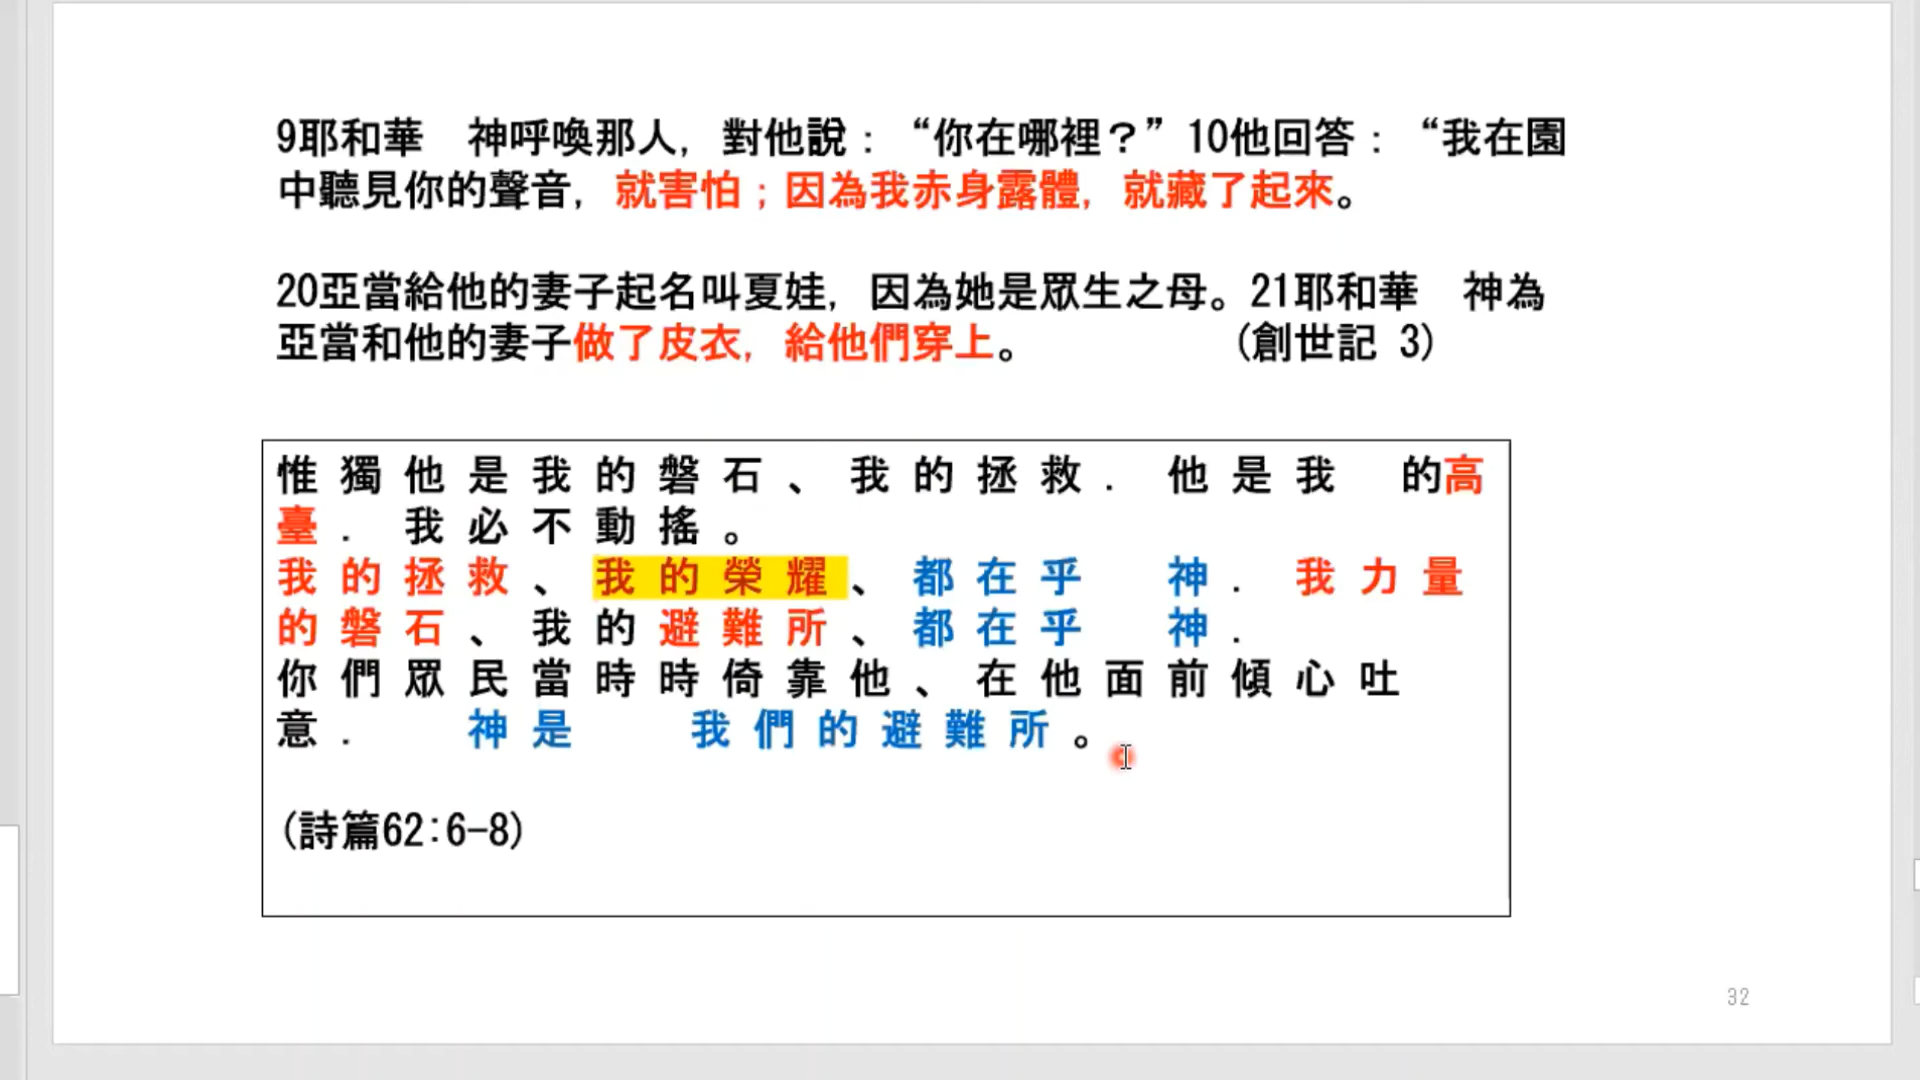 9耶和華　神呼喚那人，對他說：“你在哪裡？”10他回答：“我在園
中聽見你的聲音，就害怕；因為我赤身露體，就藏了起來。
20亞當給他的妻子起名叫夏娃，因為她是眾生之母。21耶和華　神為
亞當和他的妻子做了皮衣，給他們穿上。 (創世記 3)
惟 獨 他 是 我 的 磐 石 、 我 的 拯 救 . 他 是 我 的高
臺 . 我 必 不 動 搖 。
我 的 拯 救 、 我 的 榮 耀 、 都 在 乎 神 . 我 力 量
的 磐 石 、 我 的 避 難 所 、 都 在 乎 神 .
你 們 眾 民 當 時 時 倚 靠 他 、 在 他 面 前 傾 心 吐
意 . 神 是 我 們 的 避 難 所 。
(詩篇62:6-8)
32